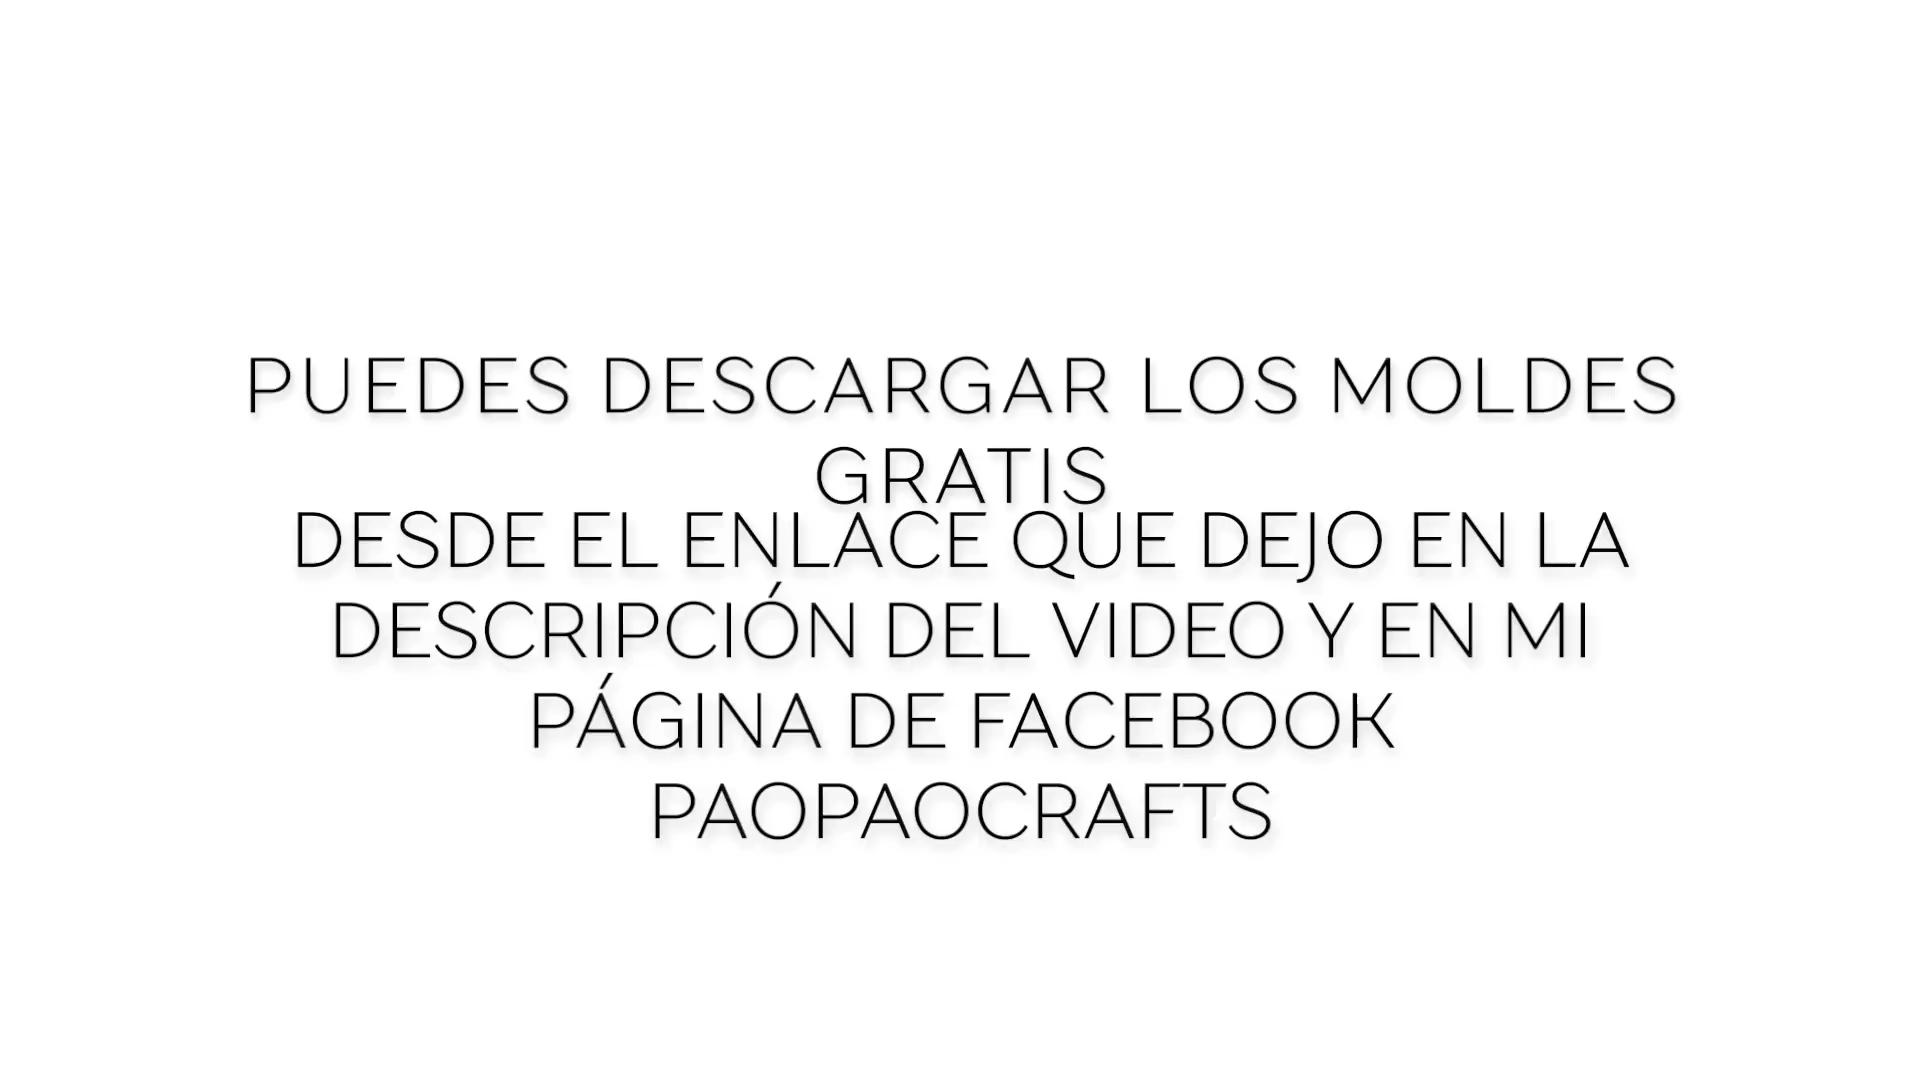 PUEDES DESCARGAR LOS MOLDES
GRATIS
DESDE EL ENLACE QUE DEJO EN LA
DESCRIPCIÓN DEL VIDEO Y EN MI
PÁGINA DE FACEBOOK
PAOPAOCRAFTS